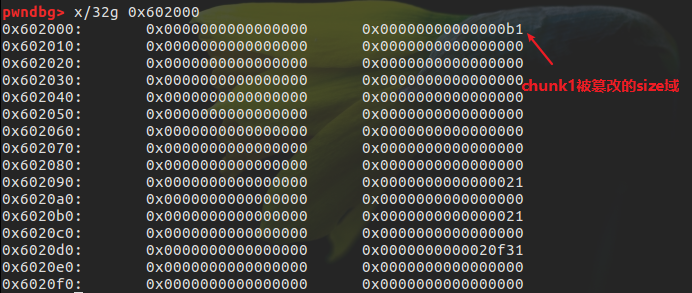 pwndbg> x/32g 0x602000
0x602000: 0x0000000000000000 0x00000000000000b1
0x602010: 0x0000000000000000 0x0000000000000000
0x602020: 0x0000000000000000 0x0000000000000000
0x602030: 0x0000000000000000 0x0000000000000000
0x602040: 0x0000000000000000 0x0000000000000000
0x602050: 0x0000000000000000 0x0000000000000000
0x602060: 0x0000000000000000 0x0000000000000000
0x602070: 0x0000000000000000 0x0000000000000000
0x602080: 0x0000000000000000 0x0000000000000000
0x602090: 0x0000000000000000 0x0000000000000021
0x6020a0: 0x0000000000000000 0x0000000000000000
0x6020b0: 0x0000000000000000 0x0000000000000021
0x6020c0: 0x0000000000000000 0x0000000000000000
0x6020d0: 0x0000000000000000 0x0000000000020f31
0x6020e0: 0x0000000000000000 0x0000000000000000
0x6020f0: 0x0000000000000000 0x0000000000000000
chunk1被篡改的size域